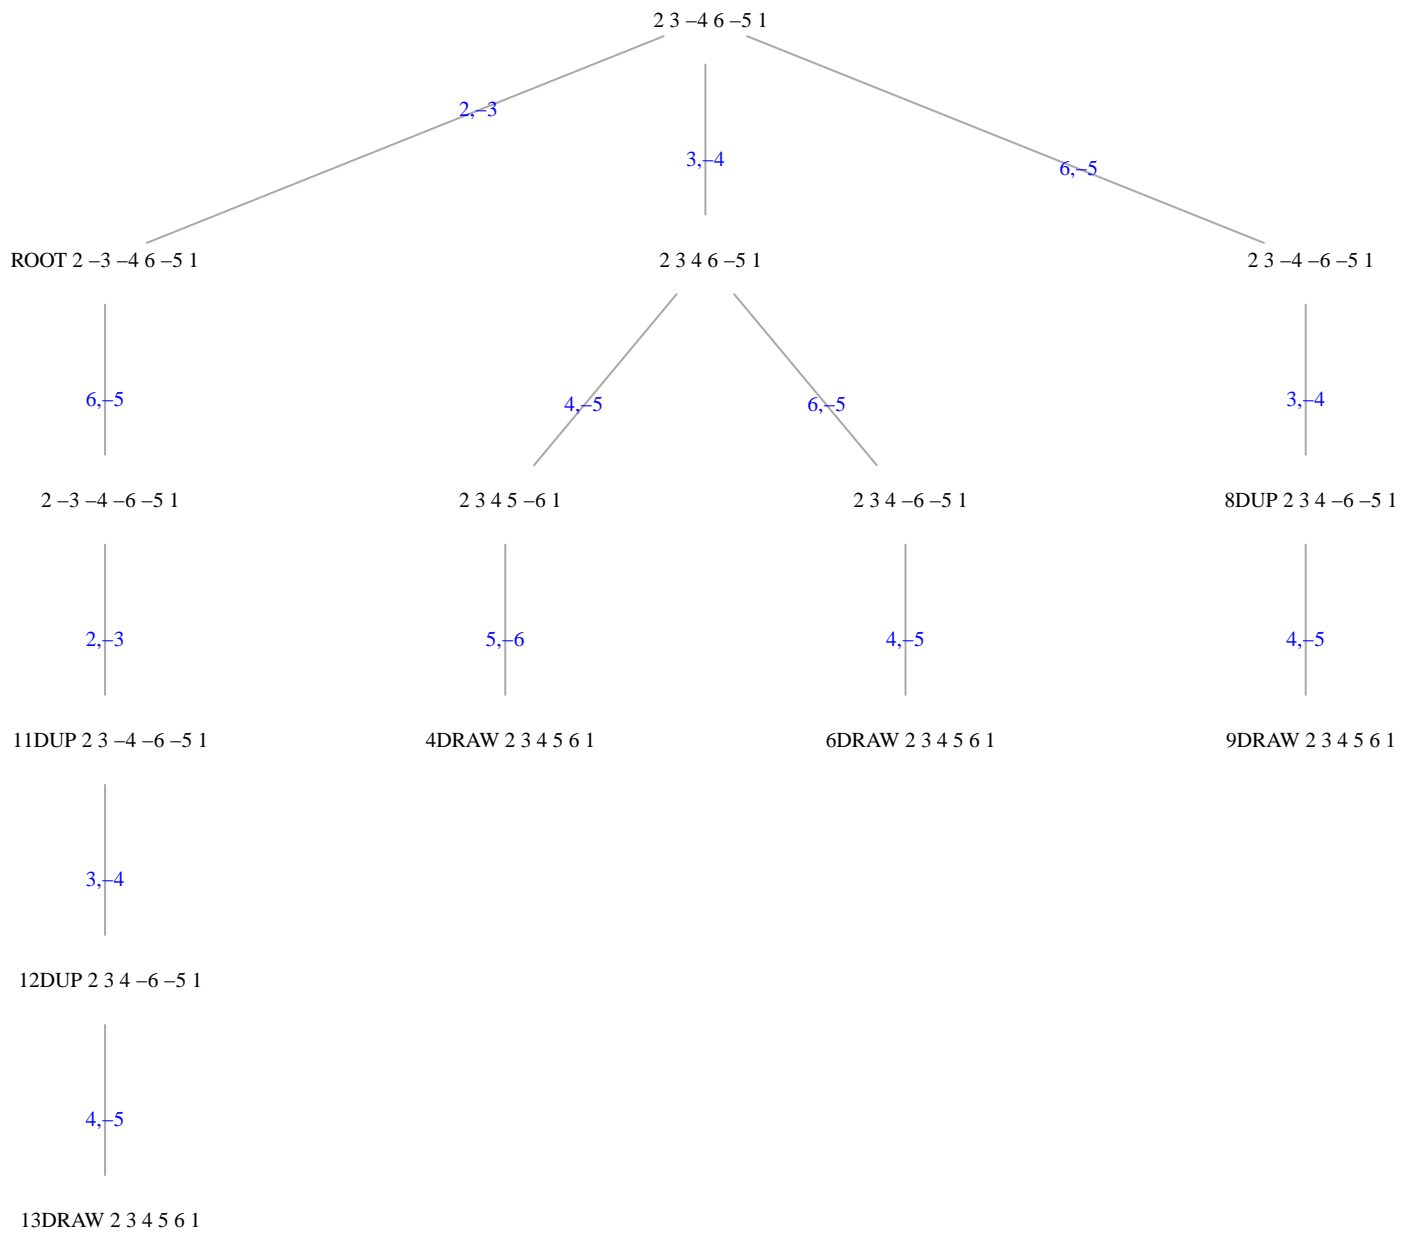 2 3 –4 6 –5 1
2,–3
3,–4
6,–5
ROOT 2 –3 –4 6 –5 1
2 3 4 6 –5 1
2 3 –4 –6 –5 1
6,–5
4,–5
6,–5
3,–4
2 –3 –4 –6 –5 1
2 3 4 5 –6 1
2 3 4 –6 –5 1
8DUP 2 3 4 –6 –5 1
2,–3
5,–6
4,–5
4,–5
11DUP 2 3 –4 –6 –5 1
4DRAW 2 3 4 5 6 1
6DRAW 2 3 4 5 6 1
9DRAW 2 3 4 5 6 1
3,–4
12DUP 2 3 4 –6 –5 1
4,–5
13DRAW 2 3 4 5 6 1